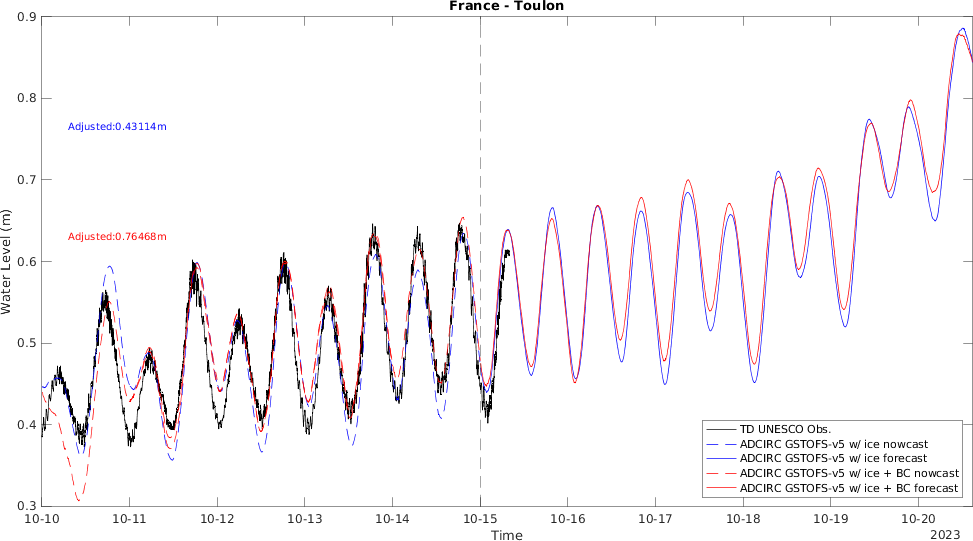 France - Toulon
0.9
0.8
0.7
0.6
0.5
0.4
0.3
Water Level (m)
Adjusted:0.43114m
Adjusted:0.76468m
TD UNESCO Obs.
ADCIRC GSTOFS-v5 w/ ice nowcast
ADCIRC GSTOFS-v5 w/ ice forecast
ADCIRC GSTOFS-v5 w/ ice + BC nowcast
ADCIRC GSTOFS-v5 w/ ice + BC forecast
10-10 10-11 10-12 10-13 10-14 10-15 10-16 10-17 10-18 10-19 10-20
Time
2023